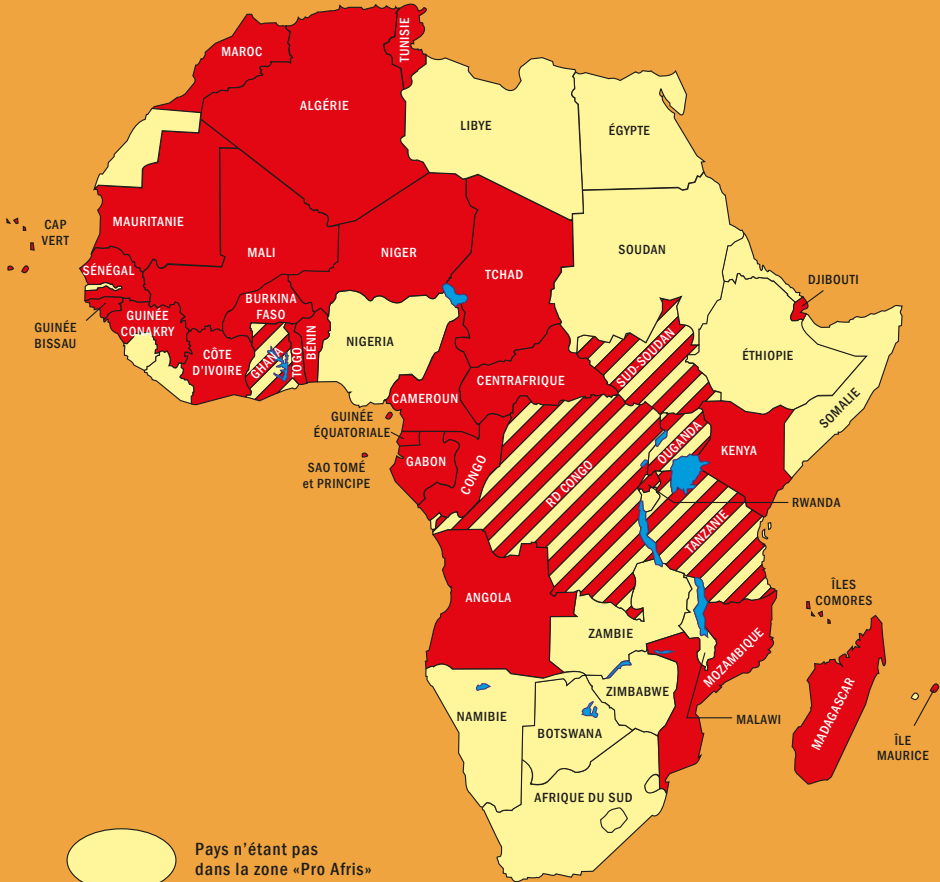 MAROC
TUNISIE
ALGÉRIE
LIBYE
ÉGYPTE
MAURITANIE
CAP
VERT
MALI
NIGER
TCHAD
SOUDAN
SÉNÉGAL
DJIBOUTI
BURKINA
FASO
GUINÉE
BISSAU
GUINÉE
CONAKRY
CÔTE
D'IVOIRE
GHANA
TOGO
BÉNIN
NIGERIA
ÉTHIOPIE
SOMALIE
SUD-SOUDAN
CENTRAFRIQUE
CAMEROUN
GUINÉE
ÉQUATORIALE
GABON
CONGO
SAO TOMÉ
et PRINCIPE
RD CONGO
OUGANDA
KENYA
RWANDA
TANZANIE
ANGOLA
ÎLES
COMORES
ZAMBIE
MOZAMBIQUE
ZIMBABWE
MALAWI
MADAGASCAR
NAMIBIE
BOTSWANA
ÎLE
MAURICE
AFRIQUE DU SUD
Pays n'étant pas
dans la zone «Pro Afris»